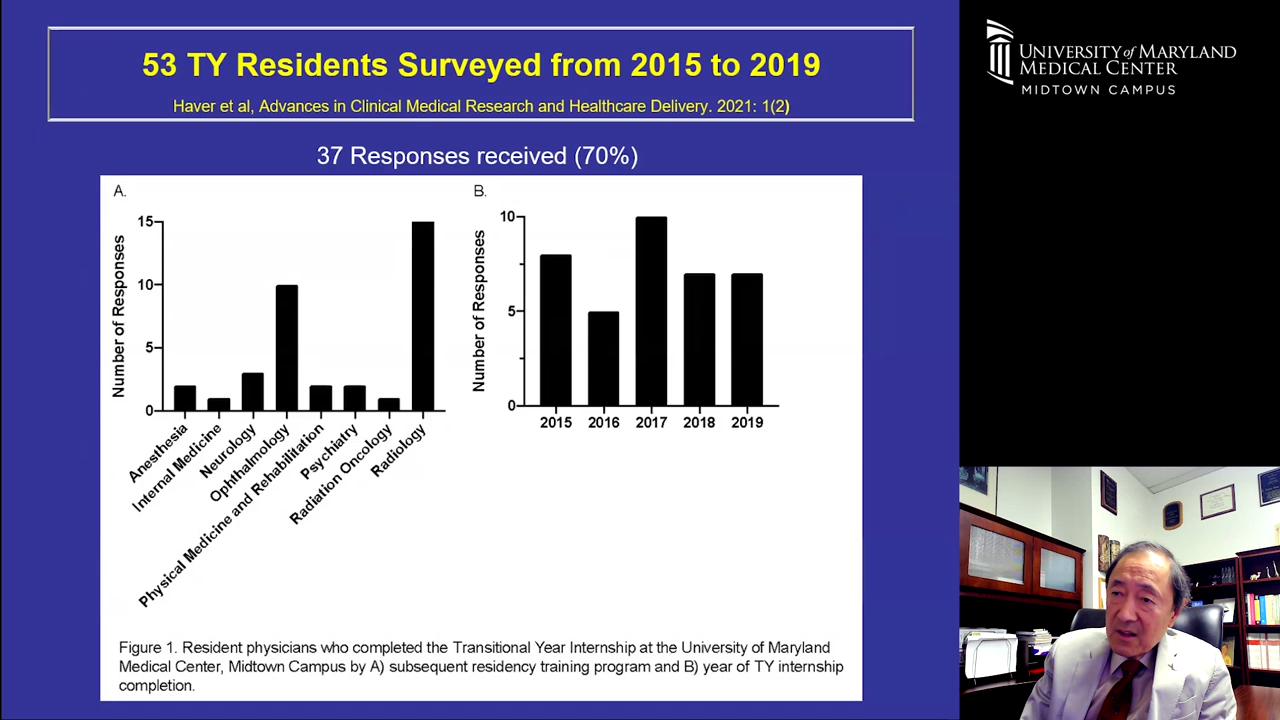 53 TY Residents Surveyed from 2015 to 2019
Haver et al, Advances in Clinical Medical Research and Healthcare Delivery. 2021: 1(2)
37 Responses received (70%)
A.
Number of Responses
15
10
5
0
Anesthesia
Internal Medicine
Neurology
Ophthalmology
Physical Medicine and Rehabilitation
Psychiatry
Radiation Oncology
Radiology
B.
Number of Responses
10
5
0
2015 2016 2017 2018 2019
Figure 1. Resident physicians who completed the Transitional Year Internship at the University of Maryland
Medical Center, Midtown Campus by A) subsequent residency training program and B) year of TY internship
completion.
UNIVERSITY of MARYLAND
MEDICAL CENTER
MIDTOWN CAMPUS